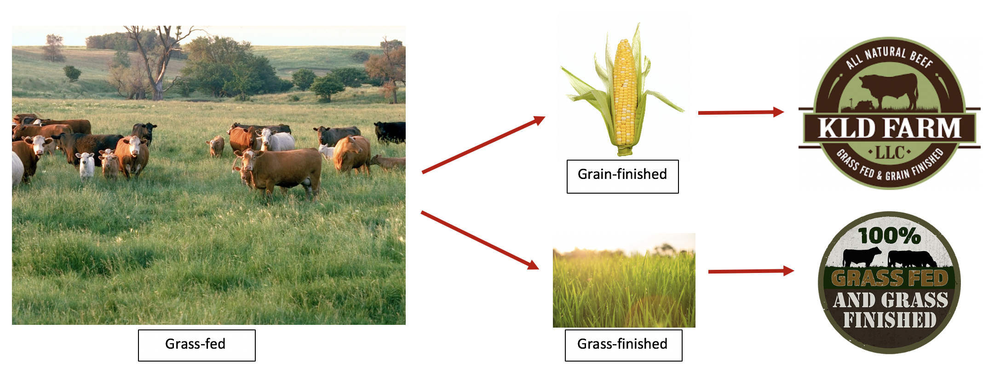 Grass-fed
Grain-finished
ALL NATURAL BEEF
KLD FARM
·LLC·
GRASS FED & GRAIN FINISHED
Grass-finished
100%
GRASS FED
AND GRASS
FINISHED